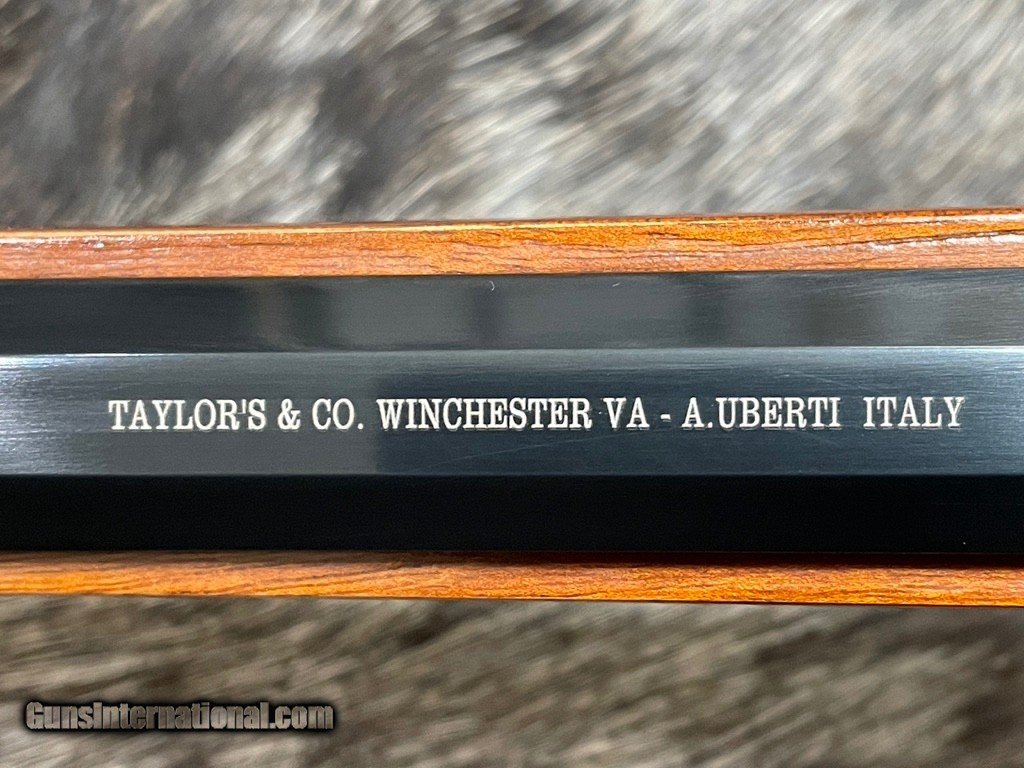 TAYLOR'S & CO. WINCHESTER VA - A.UBERTI ITALY
GunsInternational.com